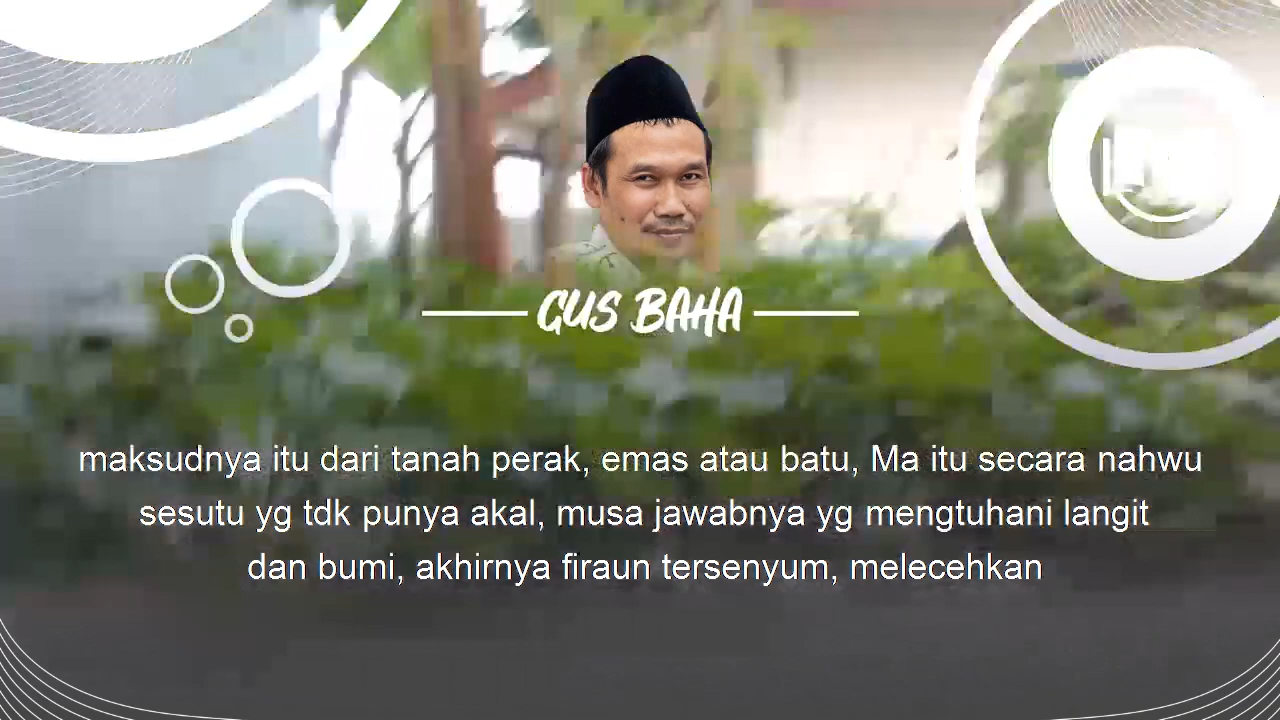 GUS BAHA
maksudnya itu dari tanah perak, emas atau batu, Ma itu secara nahwu
sesutu yg tdk punya akal, musa jawabnya yg mengtuhani langit
dan bumi, akhirnya firaun tersenyum, melecehkan